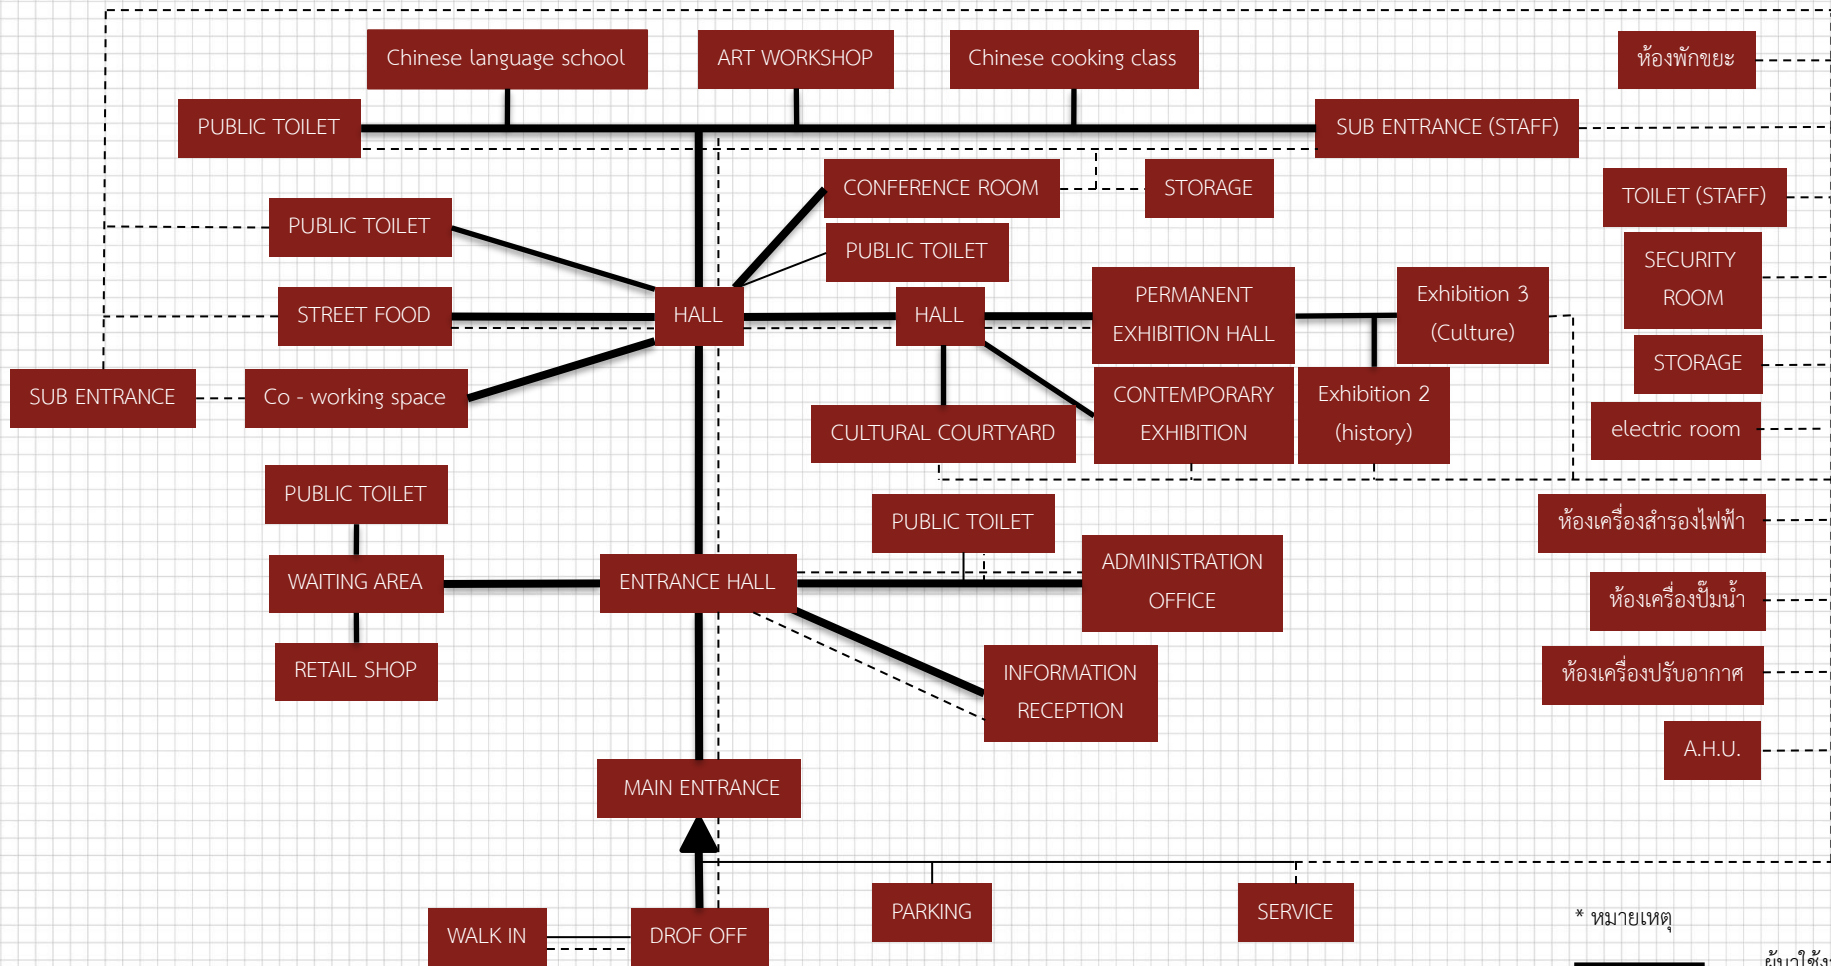 Chinese language school
ART WORKSHOP
Chinese cooking class
ห้องพักขยะ
PUBLIC TOILET
SUB ENTRANCE (STAFF)
CONFERENCE ROOM
STORAGE
TOILET (STAFF)
PUBLIC TOILET
PUBLIC TOILET
SECURITY
ROOM
STREET FOOD
HALL
HALL
PERMANENT
EXHIBITION HALL
Exhibition 3
(Culture)
STORAGE
SUB ENTRANCE
Co - working space
CULTURAL COURTYARD
CONTEMPORARY
EXHIBITION
Exhibition 2
(history)
electric room
PUBLIC TOILET
PUBLIC TOILET
ห้องเครื่องสำรองไฟฟ้า
WAITING AREA
ENTRANCE HALL
ADMINISTRATION
OFFICE
ห้องเครื่องปั๊มน้ำ
RETAIL SHOP
INFORMATION
RECEPTION
ห้องเครื่องปรับอากาศ
A.H.U.
MAIN ENTRANCE
PARKING
SERVICE
* หมายเหตุ
WALK IN
DROF OFF